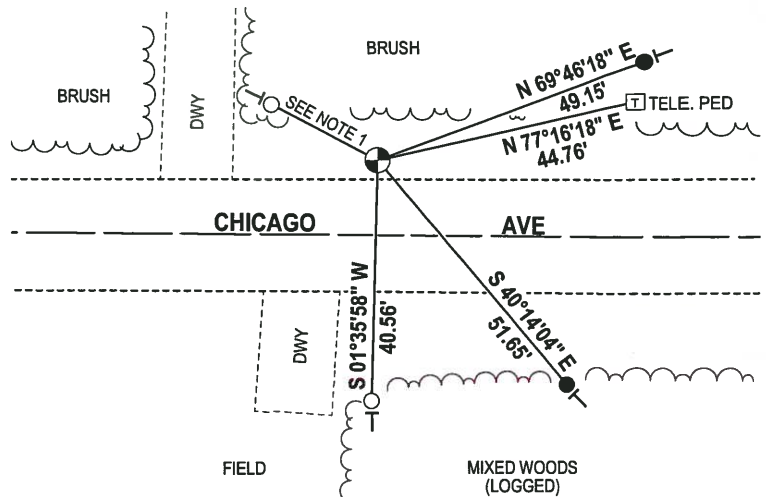 BRUSH
BRUSH
DWY
SEE NOTE 1
N 69°46'18" E
49.15'
T TELE. PED
N 77°16'18" E
44.76'
CHICAGO AVE
S 01°35'58" W
40.56'
S 40°14'04" E
51.65'
DWY
FIELD
MIXED WOODS
(LOGGED)